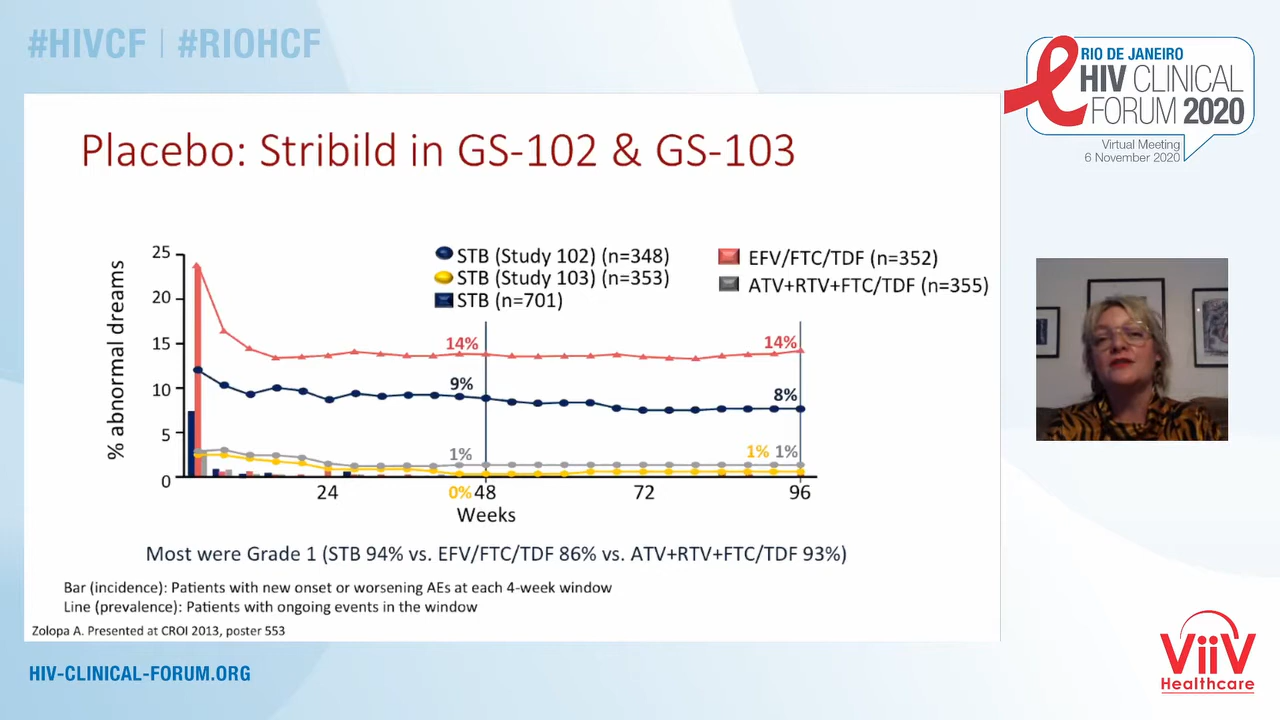 #HIVCF | #RIOHCF
RIO DE JANEIRO
HIV CLINICAL
FORUM 2020
Virtual Meeting
6 November 2020
Placebo: Stribild in GS-102 & GS-103
% abnormal dreams
25
20
15
10
5
0
STB (Study 102) (n=348)
STB (Study 103) (n=353)
STB (n=701)
EFV/FTC/TDF (n=352)
ATV+RTV+FTC/TDF (n=355)
14%
14%
9%
8%
1%
1% 1%
0%
24
48
72
96
Weeks
Most were Grade 1 (STB 94% vs. EFV/FTC/TDF 86% vs. ATV+RTV+FTC/TDF 93%)
Bar (incidence): Patients with new onset or worsening AEs at each 4-week window
Line (prevalence): Patients with ongoing events in the window
Zolopa A. Presented at CROI 2013, poster 553
HIV-CLINICAL-FORUM.ORG
ViiV
Healthcare